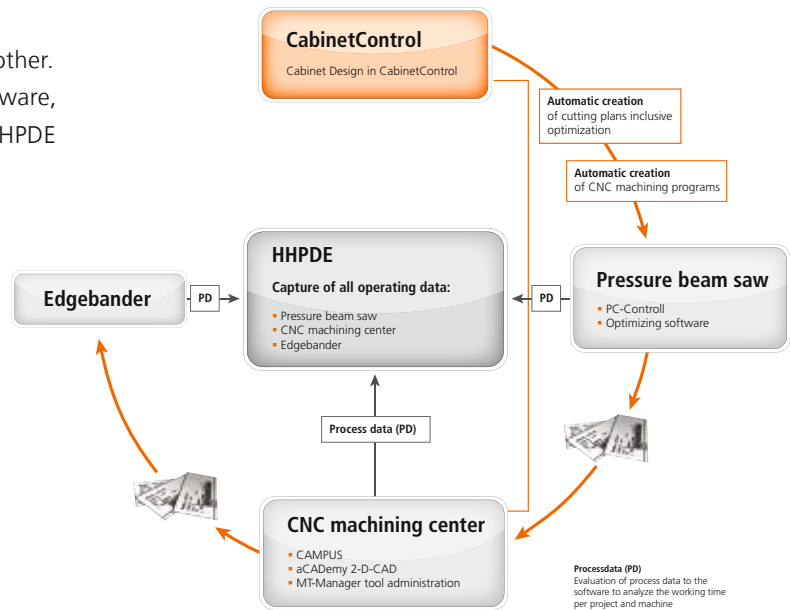 other.
ware,
HPDE
CabinetControl
Cabinet Design in CabinetControl
Automatic creation
of cutting plans inclusive
optimization
Automatic creation
of CNC machining programs
HHPDE
Capture of all operating data:
▪ Pressure beam saw
▪ CNC machining center
▪ Edgebander
Edgebander
PD
PD
Pressure beam saw
▪ PC-Controll
▪ Optimizing software
Process data (PD)
CNC machining center
▪ CAMPUS
▪ aCADemy 2-D-CAD
▪ MT-Manager tool administration
Processdata (PD)
Evaluation of process data to the
software to analyze the working time
per project and machine